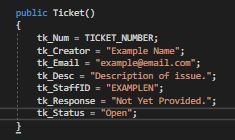 public Ticket()
{
tk_Num = TICKET_NUMBER;
tk_Creator = "Example Name";
tk_Email = "example@email.com";
tk_Desc = "Description of issue.";
tk_StaffID = "EXAMPLEN";
tk_Response = "Not Yet Provided.";
tk_Status = "Open";
}